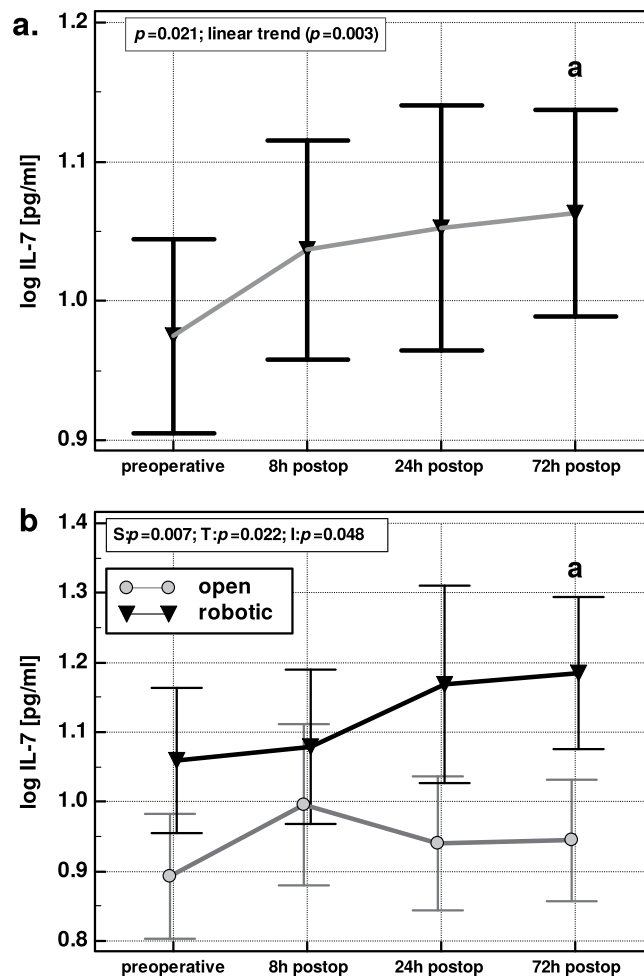 a.
p=0.021; linear trend (p=0.003)
a
1.2
1.1
1.0
0.9
log IL-7 [pg/ml]
preoperative 8h postop 24h postop 72h postop
b
S:p=0.007; T:p=0.022; I:p=0.048
open
robotic
a
1.4
1.3
1.2
1.1
1.0
0.9
0.8
log IL-7 [pg/ml]
preoperative 8h postop 24h postop 72h postop